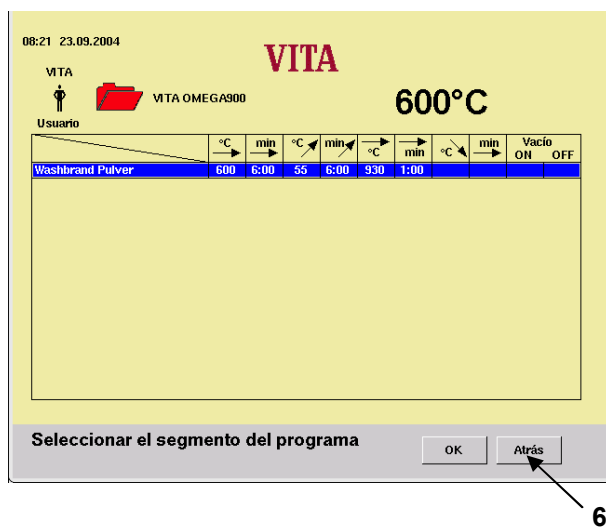 08:21 23.09.2004
VITA
VITA
VITA OMEGA900
600°C
Usuario
°C min °C min °C min °C min Vacío
ON OFF
Washbrand Pulver 600 6:00 55 6:00 930 1:00
Seleccionar el segmento del programa
OK Atrás
6